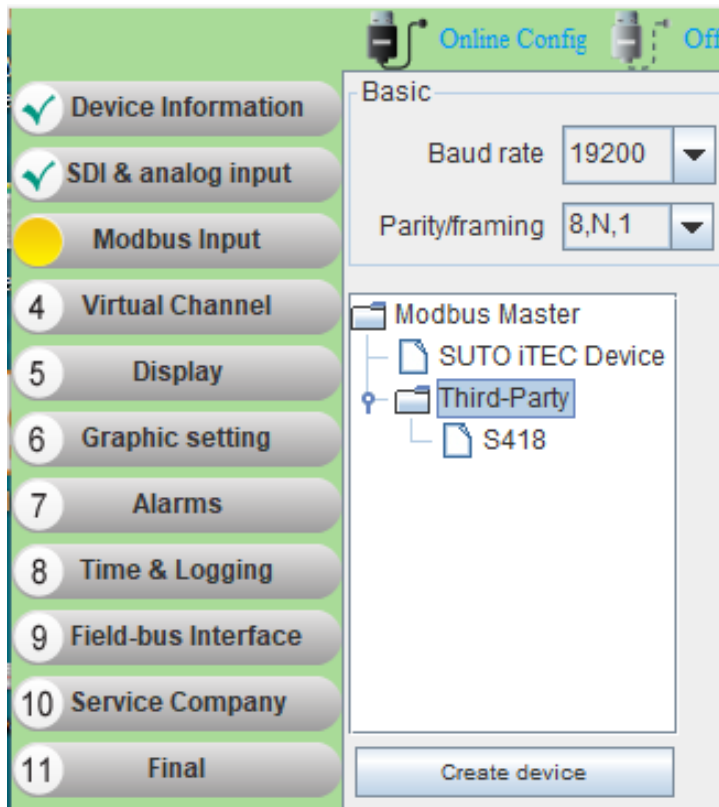 Online Config
Off
Device Information
SDI & analog input
Modbus Input
4 Virtual Channel
5 Display
6 Graphic setting
7 Alarms
8 Time & Logging
9 Field-bus Interface
10 Service Company
11 Final
Basic
Baud rate 19200
Parity/framing 8,N,1
Modbus Master
SUTO iTEC Device
Third-Party
S418
Create device